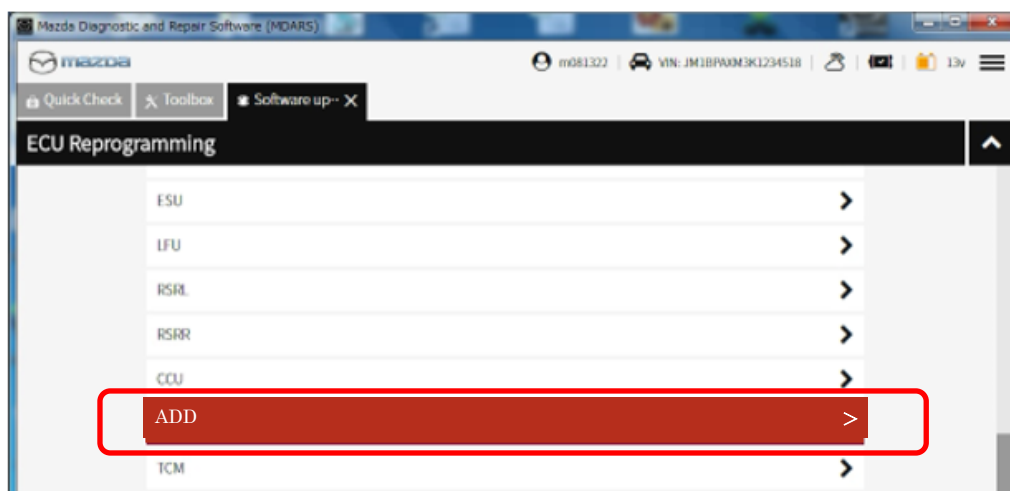 Mazda Diagnostic and Repair Software (MDARS)
mazda
m081322 | VIN: JM1BPAXM3K1234518 | 13v
Quick Check Toolbox Software up-- X
ECU Reprogramming
ESU
LFU
RSRL
RSRR
CCU
ADD >
TCM